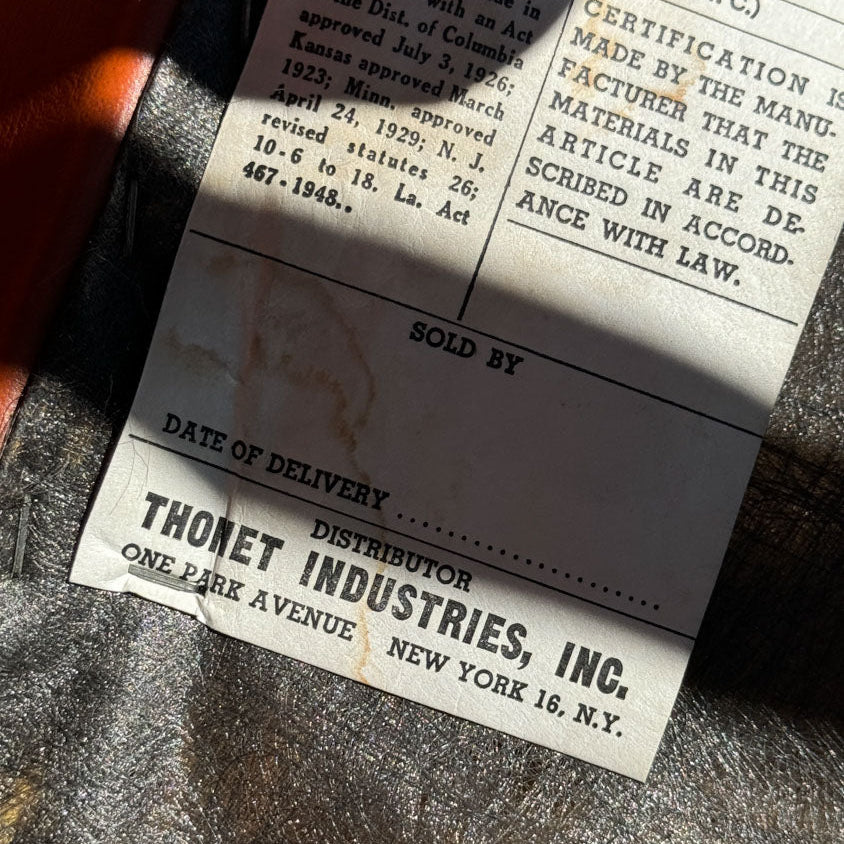 in
the Dist. of Columbia
with an Act
approved July 3, 1926;
Kansas approved March
1923; Minn. approved
April 24, 1929; N. J.
revised statutes 26;
10-6 to 18. La. Act
467-1948..
C.)
CERTIFICATION IS
MADE BY THE MANU-
FACTURER THAT THE
MATERIALS IN THIS
ARTICLE ARE DE-
SCRIBED IN ACCORD-
ANCE WITH LAW.
SOLD BY
DATE OF DELIVERY ........................
DISTRIBUTOR
THONET INDUSTRIES, INC.
ONE PARK AVENUE NEW YORK 16, N.Y.